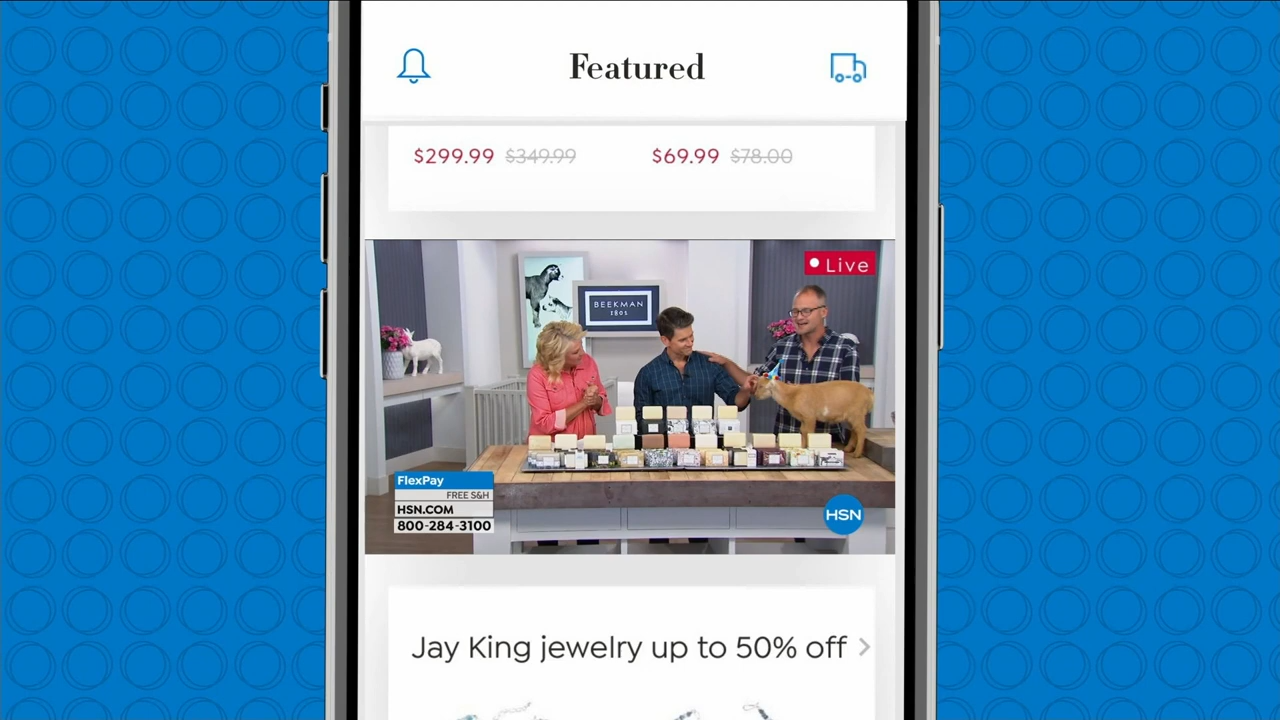 Featured
$299.99 $349.99 $69.99 $78.00
Live
BEEKMAN
1802
FlexPay
FREE S&H
HSN.COM
800-284-3100
HSN
Jay King jewelry up to 50% off